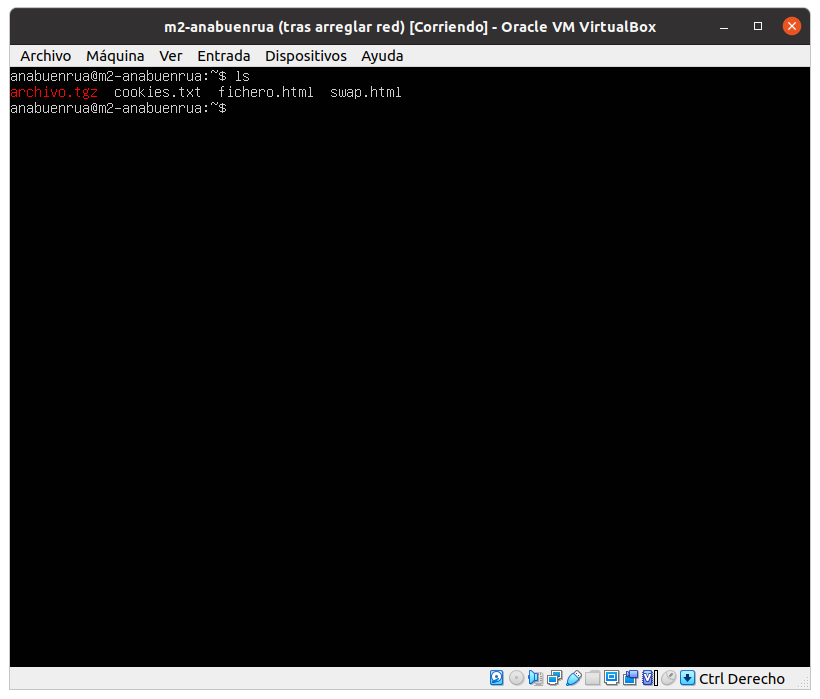 m2-anabuenrua (tras arreglar red) [Corriendo] - Oracle VM VirtualBox
Archivo Máquina Ver Entrada Dispositivos Ayuda
anabuenrua@m2-anabuenrua:~$ ls
archivo.tgz cookies.txt fichero.html swap.html
anabuenrua@m2-anabuenrua:~$
Ctrl Derecho